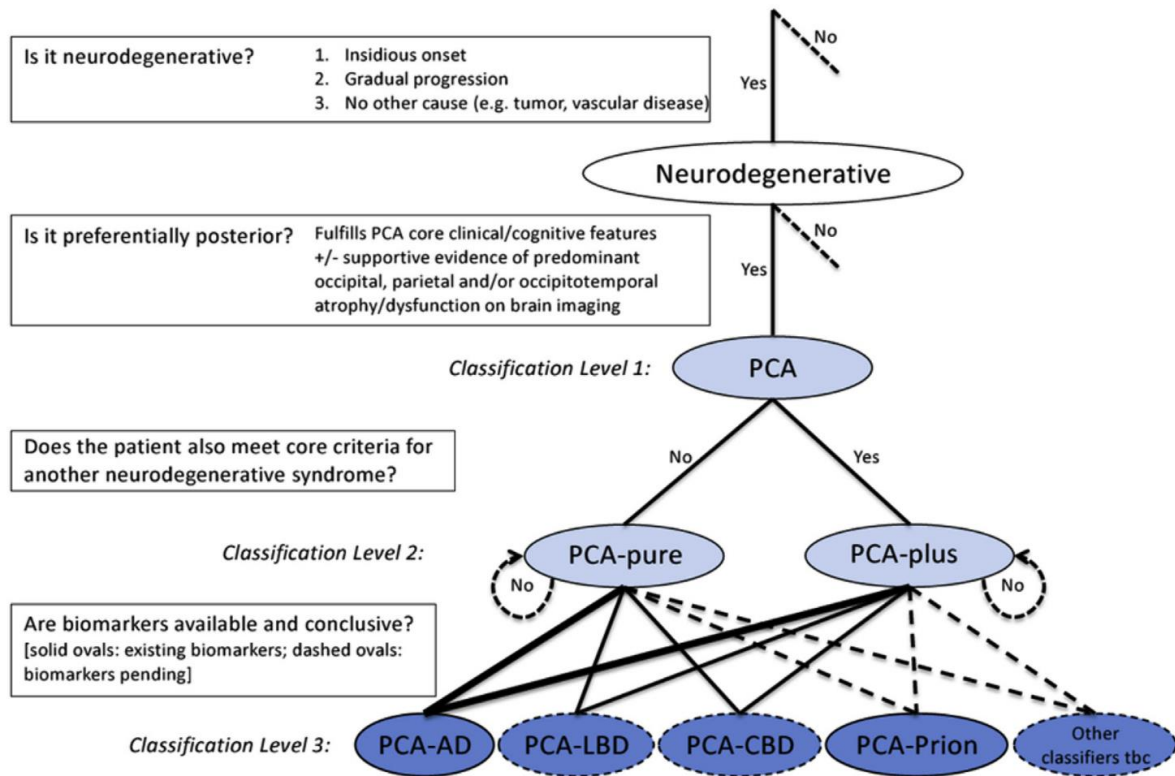 No
Is it neurodegenerative?
1. Insidious onset
2. Gradual progression
3. No other cause (e.g. tumor, vascular disease)
Yes
Neurodegenerative
No
Is it preferentially posterior?
Fulfills PCA core clinical/cognitive features
+/- supportive evidence of predominant
occipital, parietal and/or occipitotemporal
atrophy/dysfunction on brain imaging
Yes
Classification Level 1:
PCA
Does the patient also meet core criteria for
another neurodegenerative syndrome?
No
Yes
Classification Level 2:
PCA-pure
PCA-plus
No
No
Are biomarkers available and conclusive?
[solid ovals: existing biomarkers; dashed ovals:
biomarkers pending]
Classification Level 3:
PCA-AD
PCA-LBD
PCA-CBD
PCA-Prion
Other
classifiers tbc